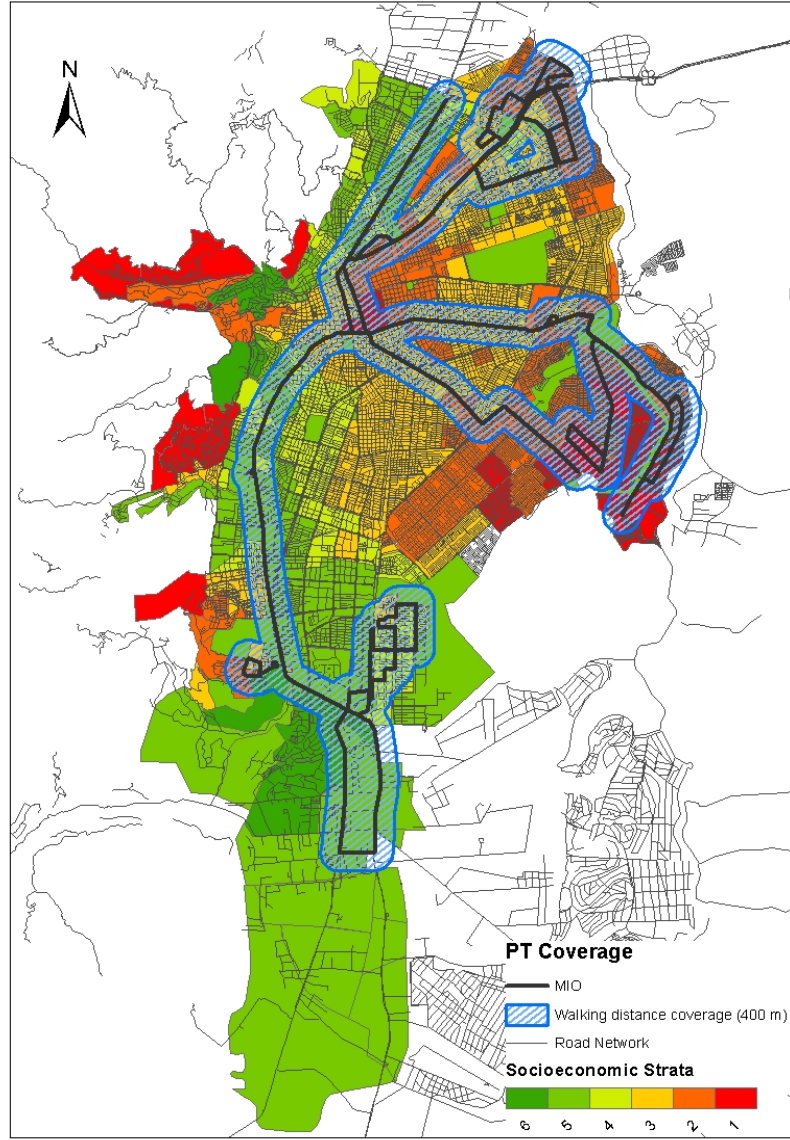 N
PT Coverage
MIO
Walking distance coverage (400 m)
Road Network
Socioeconomic Strata
6 5 4 3 2 1